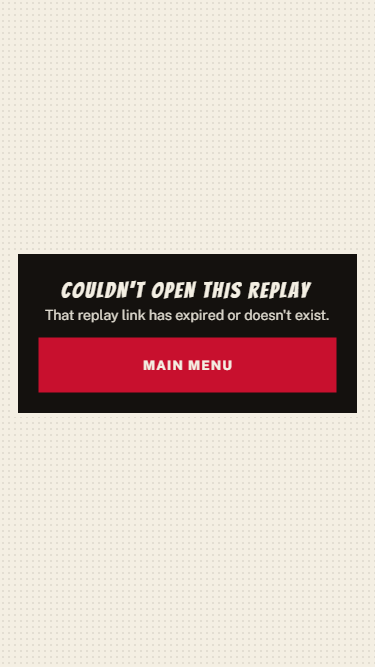 COULDN'T OPEN THIS REPLAY
That replay link has expired or doesn't exist.
MAIN MENU